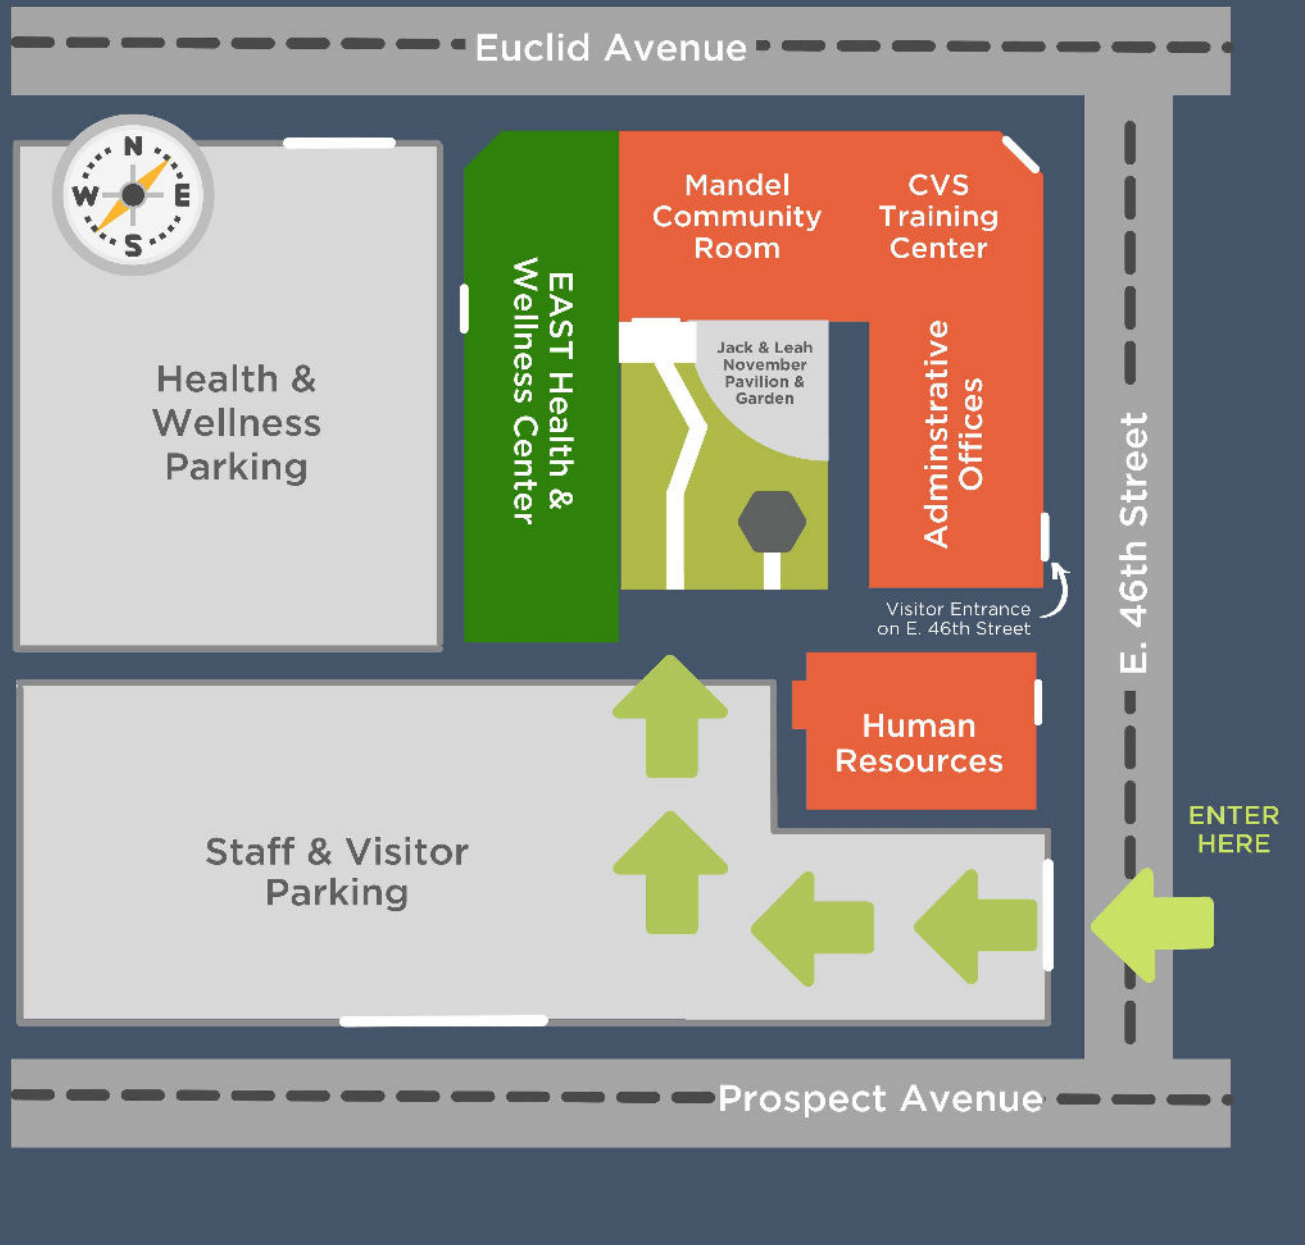 Euclid Avenue
N
W
E
S
Mandel
Community
Room
CVS
Training
Center
EAST Health &
Wellness Center
Jack & Leah
November
Pavilion &
Garden
Adminstrative
Offices
Health &
Wellness
Parking
E. 46th Street
Visitor Entrance
on E. 46th Street
Human
Resources
ENTER
HERE
Staff & Visitor
Parking
Prospect Avenue